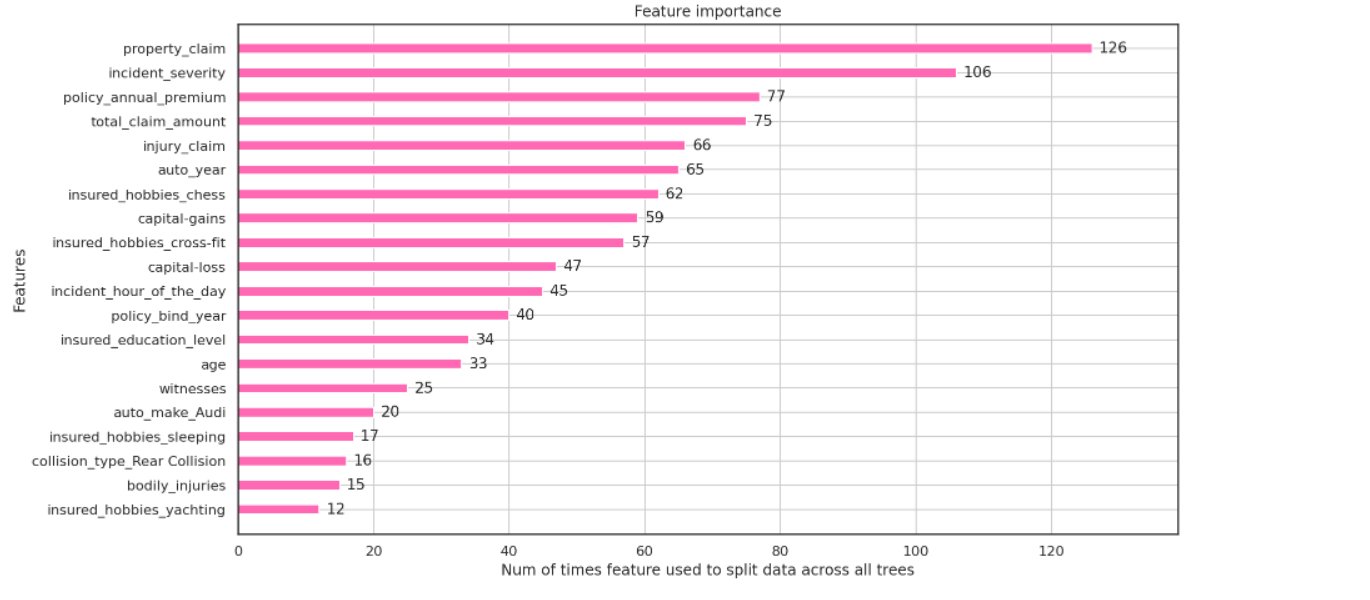 Feature importance
Features
property_claim 126
incident_severity 106
policy_annual_premium 77
total_claim_amount 75
injury_claim 66
auto_year 65
insured_hobbies_chess 62
capital-gains 59
insured_hobbies_cross-fit 57
capital-loss 47
incident_hour_of_the_day 45
policy_bind_year 40
insured_education_level 34
age 33
witnesses 25
auto_make_Audi 20
insured_hobbies_sleeping 17
collision_type_Rear Collision 16
bodily_injuries 15
insured_hobbies_yachting 12
0 20 40 60 80 100 120
Num of times feature used to split data across all trees